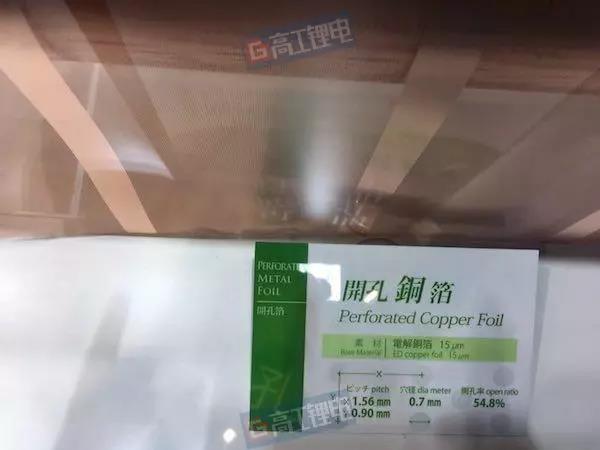 G高工锂电
PERFORATED
METAL
FOIL
開孔箔
開孔 銅 箔
Perforated Copper Foil
素 材
Base Material
電解銅箔 15 μm
ED copper foil 15 μm
X
ピッチ pitch
穴径 diameter
開孔率 open ratio
Y
X 1.56 mm
0.7 mm
54.8%
0.90 mm
G高工锂电